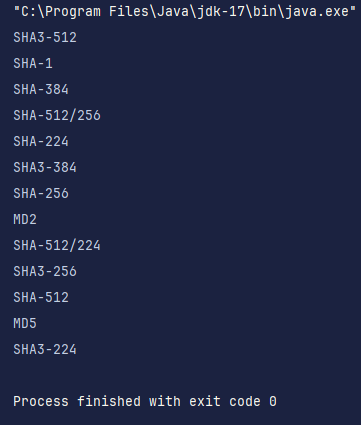 "C:\Program Files\Java\jdk-17\bin\java.exe"
SHA3-512
SHA-1
SHA-384
SHA-512/256
SHA-224
SHA3-384
SHA-256
MD2
SHA-512/224
SHA3-256
SHA-512
MD5
SHA3-224
Process finished with exit code 0